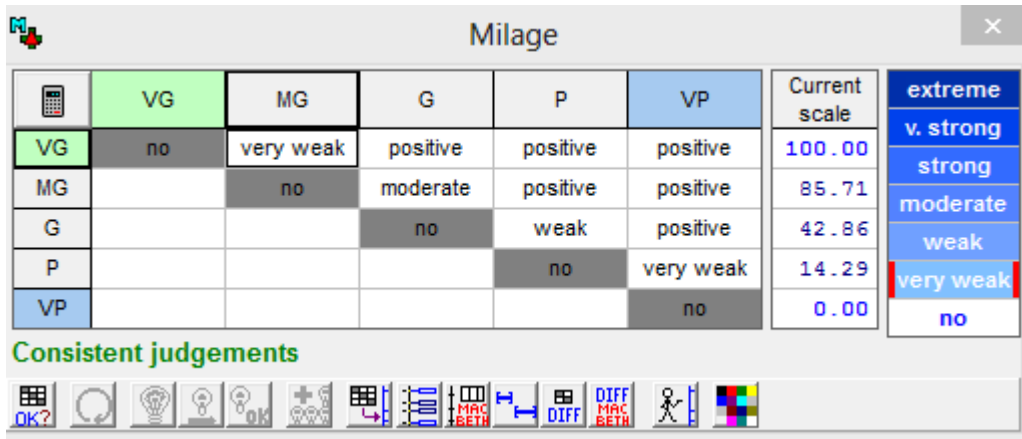 Milage
VG MG G P VP Current scale
VG no very weak positive positive positive 100.00
MG no moderate positive positive 85.71
G no weak positive 42.86
P no very weak 14.29
VP no 0.00
extreme
v. strong
strong
moderate
weak
very weak
no
Consistent judgements
OK? OK MAC BETH DIFF DIFF MAC BETH